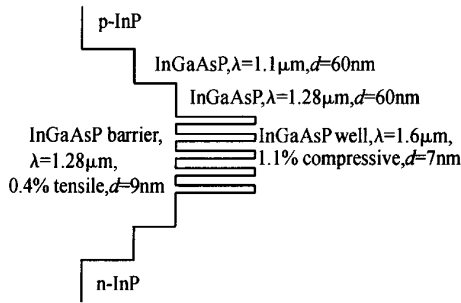 p-InP
InGaAsP,λ=1.1μm,d=60nm
InGaAsP,λ=1.28μm,d=60nm
InGaAsP barrier,
λ=1.28μm,
0.4% tensile,d=9nm
InGaAsP well,λ=1.6μm,
1.1% compressive,d=7nm
n-InP